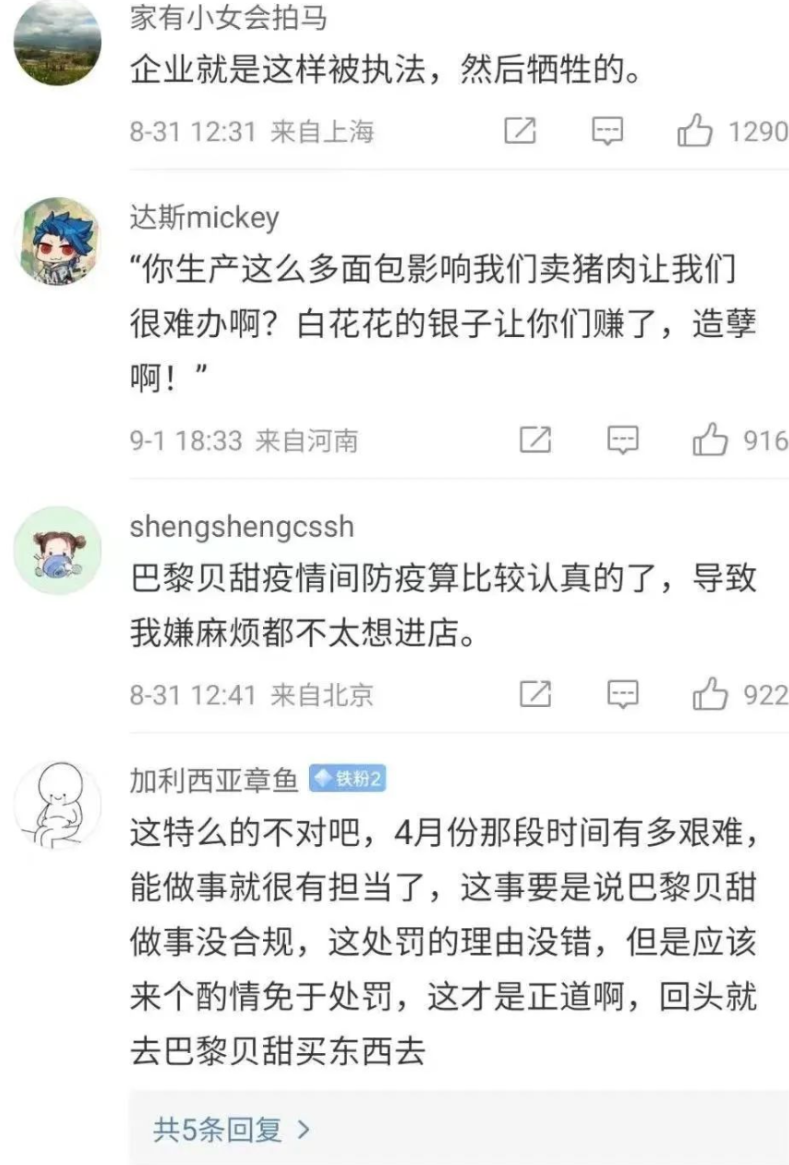 家有小女会拍马
企业就是这样被执法，然后牺牲的。
8-31 12:31 来自上海 1290
达斯mickey
“你生产这么多面包影响我们卖猪肉让我们
很难办啊？白花花的银子让你们赚了，造孽
啊！”
9-1 18:33 来自河南 916
shengshengcssh
巴黎贝甜疫情间防疫算比较认真的了，导致
我嫌麻烦都不太想进店。
8-31 12:41 来自北京 922
加利西亚章鱼 铁粉2
这特么的不对吧，4月份那段时间有多艰难，
能做事就很有担当了，这事要是说巴黎贝甜
做事没合规，这处罚的理由没错，但是应该
来个酌情免于处罚，这才是正道啊，回头就
去巴黎贝甜买东西去
共5条回复 >